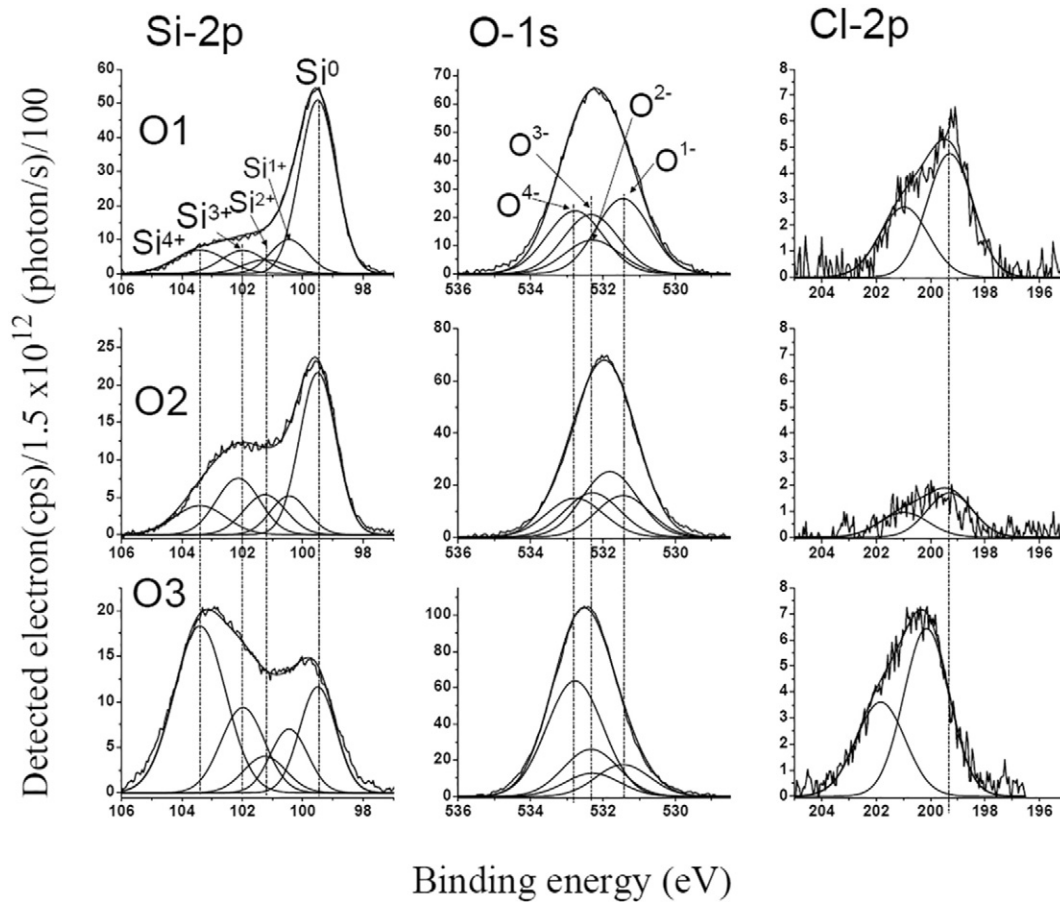 Si-2p
O-1s
Cl-2p
Detected electron(cps)/1.5 x10^12 (photon/s)/100
O1
Si^0
Si^1+
Si^2+
Si^3+
Si^4+
60
50
40
30
20
10
0
106 104 102 100 98
O^2-
O^3-
O^1-
O^4-
70
60
50
40
30
20
10
0
536 534 532 530
8
7
6
5
4
3
2
1
0
204 202 200 198 196
O2
25
20
15
10
5
0
106 104 102 100 98
80
60
40
20
0
536 534 532 530
8
7
6
5
4
3
2
1
0
204 202 200 198 196
O3
20
15
10
5
0
106 104 102 100 98
100
80
60
40
20
0
536 534 532 530
8
7
6
5
4
3
2
1
0
204 202 200 198 196
Binding energy (eV)